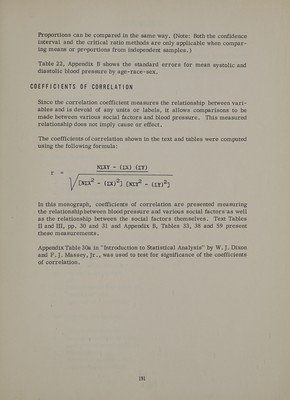 Proportions can be compared in the same way. (Note: Both the confidence
interval and the critical ratio methods are only applicable when compar-
ing means or proportions from independent samples.)
Table 22, Appendix B shows the standard errors for mean systolic and
diastolic blood pressure by age-race-sex.
COEFFICIENTS OF CORRELATION
Since the correlation coefficient measures the relationship between vari-
ables and is devoid of any units or labels, it allows comparisons to be
made between various social factors and blood pressure. This measured
relationship does not imply cause or effect.
The coefficients of correlation shown in the text and tables were computed
using the following formula:
r = NΣXY - (ΣX) (ΣY)
√ [NΣX² - (ΣX)²] [NΣY² - (ΣY)²]
In this monograph, coefficients of correlation are presented measuring
the relationship between blood pressure and various social factors as well
as the relationship between the social factors themselves. Text Tables
II and III, pp. 30 and 31 and Appendix B, Tables 33, 38 and 59 present
these measurements.
Appendix Table 30a in "Introduction to Statistical Analysis" by W. J. Dixon
and F. J. Massey, Jr., was used to test for significance of the coefficients
of correlation.
191